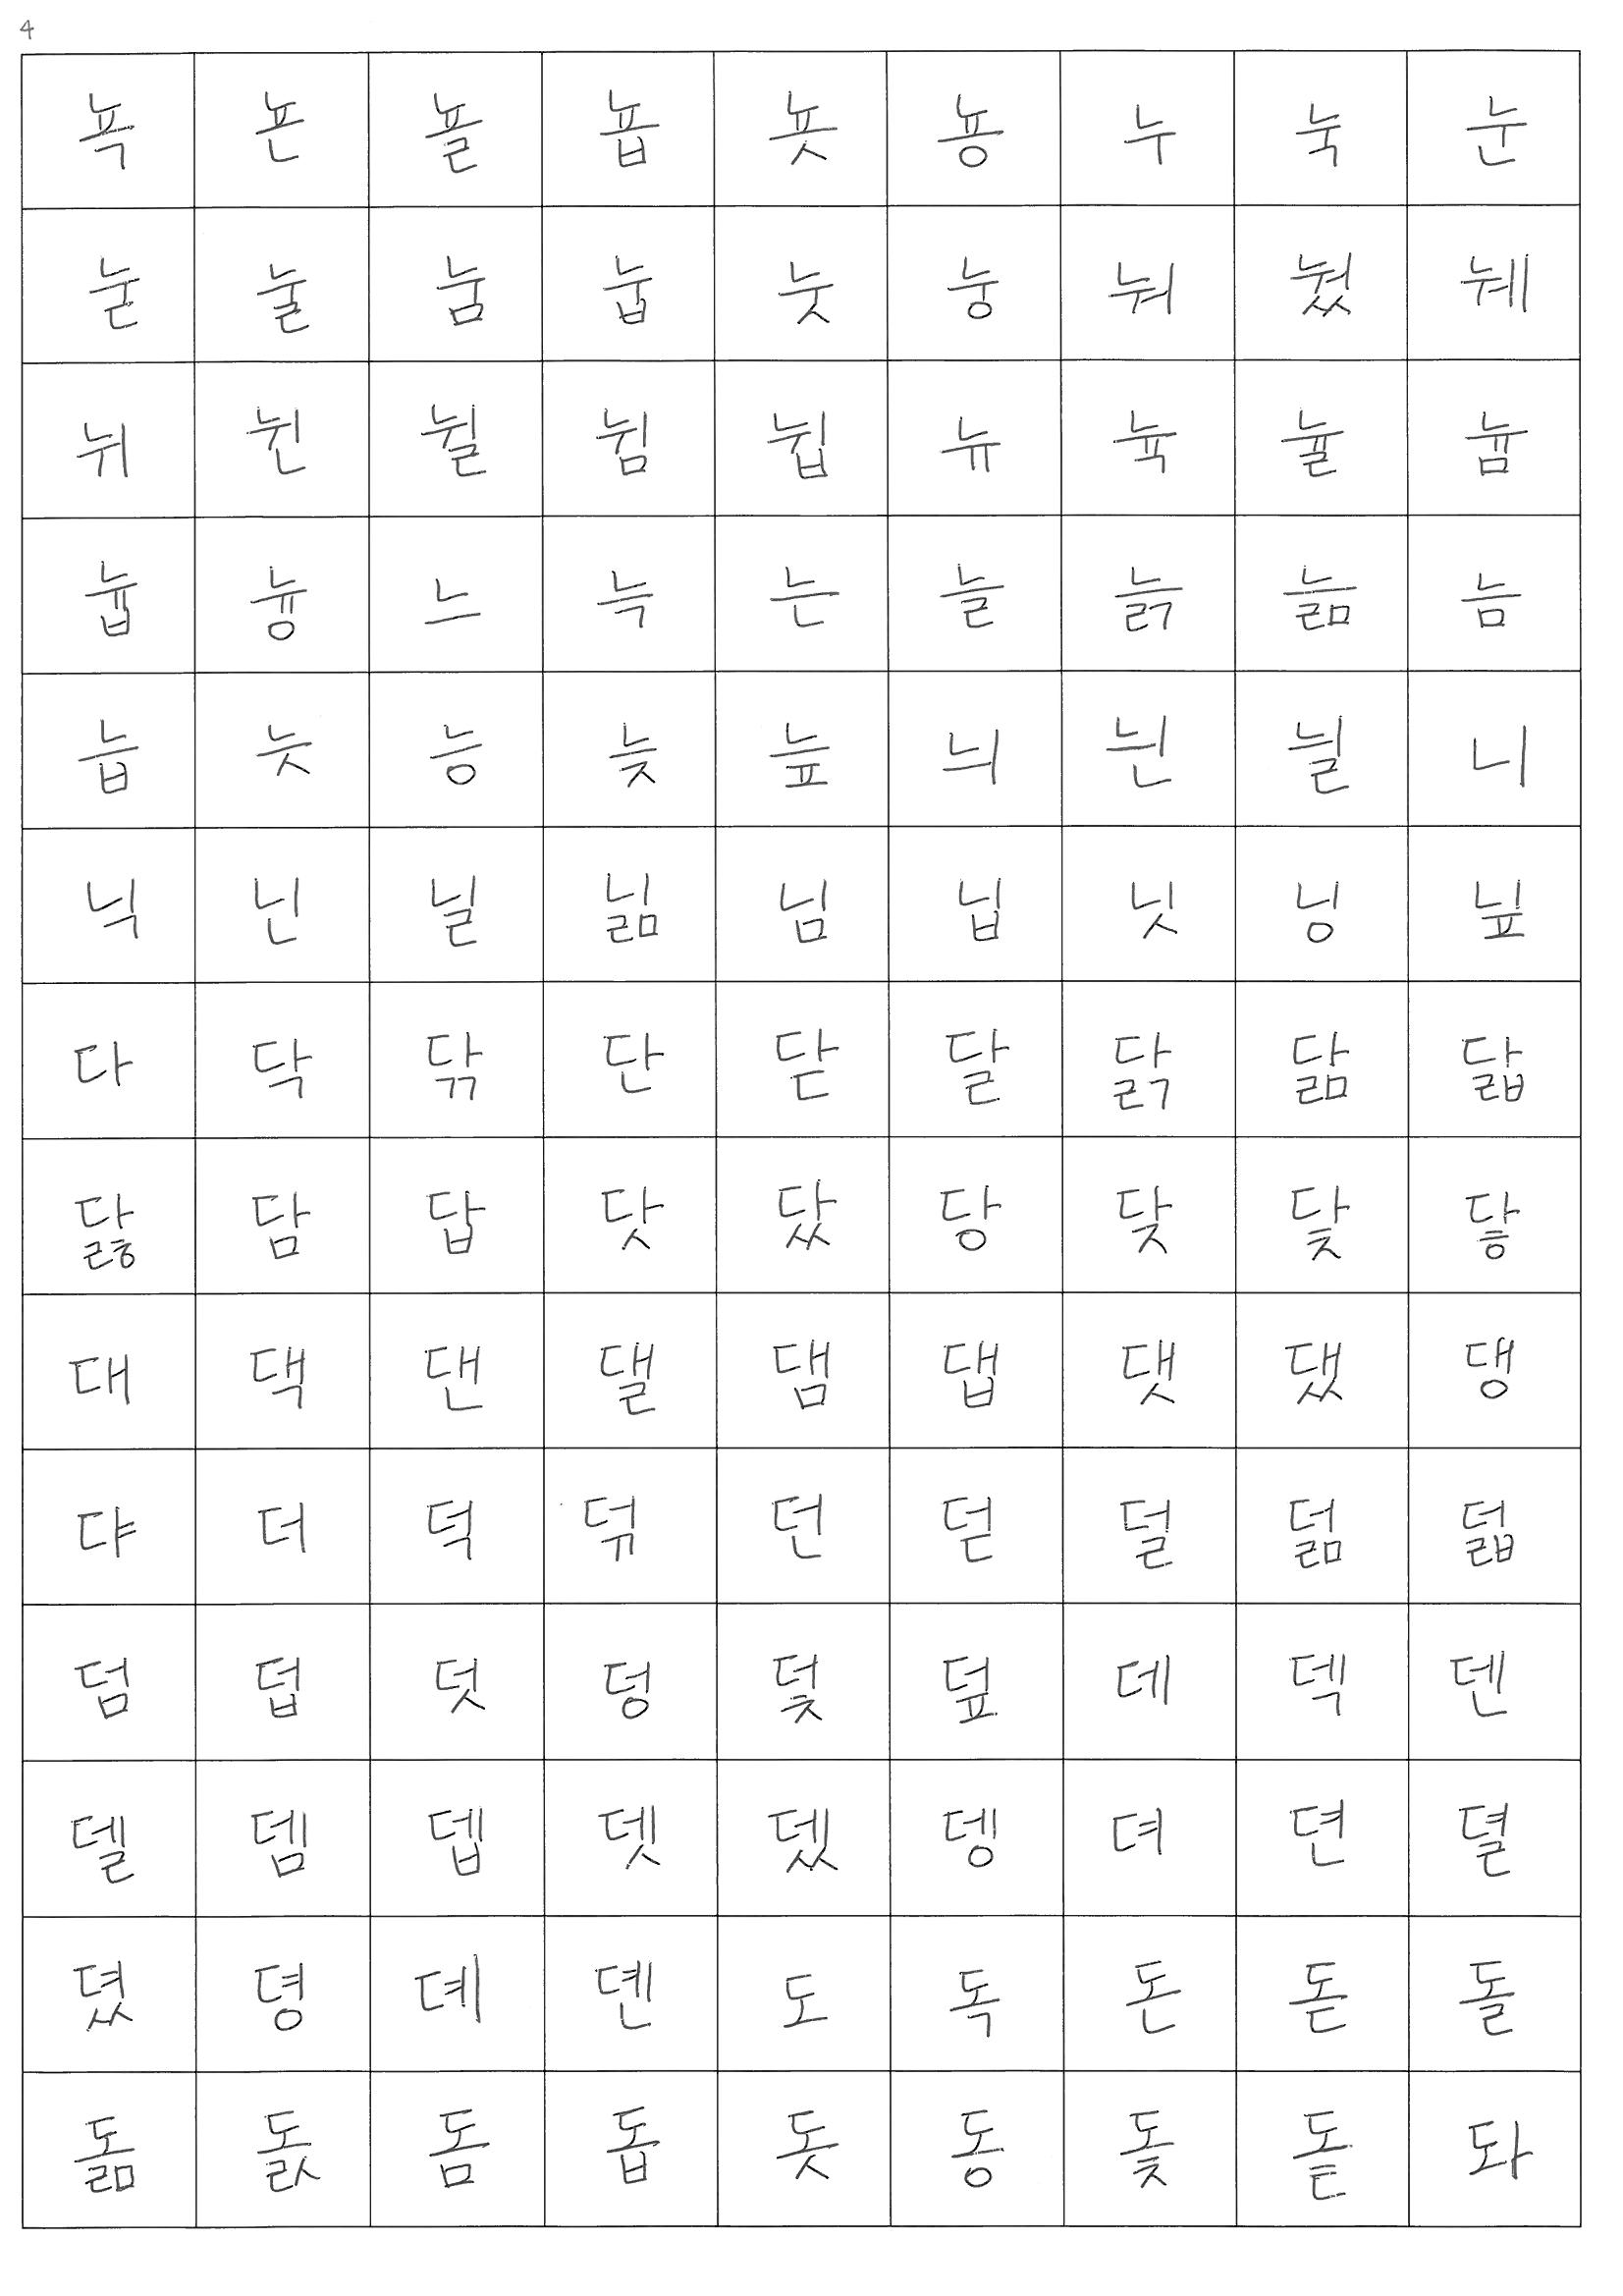 4
뇩 뇬 뇰 뇹 뇻 뇽 누 눅 눈
눋 눌 눔 눕 눗 눙 눠 눴 눼
뉘 뉜 뉠 뉨 뉩 뉴 뉵 뉼 늄
늅 늉 느 늑 는 늘 늙 늚 늠
늡 늣 능 늦 늪 늬 늰 늴 니
닉 닌 닐 닒 님 닙 닛 닝 닢
다 닥 닦 단 닫 달 닭 닮 닯
닳 담 답 닷 닸 당 닺 닻 닿
대 댁 댄 댈 댐 댑 댓 댔 댕
댜 더 덕 덖 던 덛 덜 덞 덟
덤 덥 덧 덩 덫 덮 데 덱 덴
델 뎀 뎁 뎃 뎄 뎅 뎌 뎐 뎔
뎠 뎡 뎨 뎬 도 독 돈 돋 돌
돎 돐 돔 돕 돗 동 돛 돝 돠